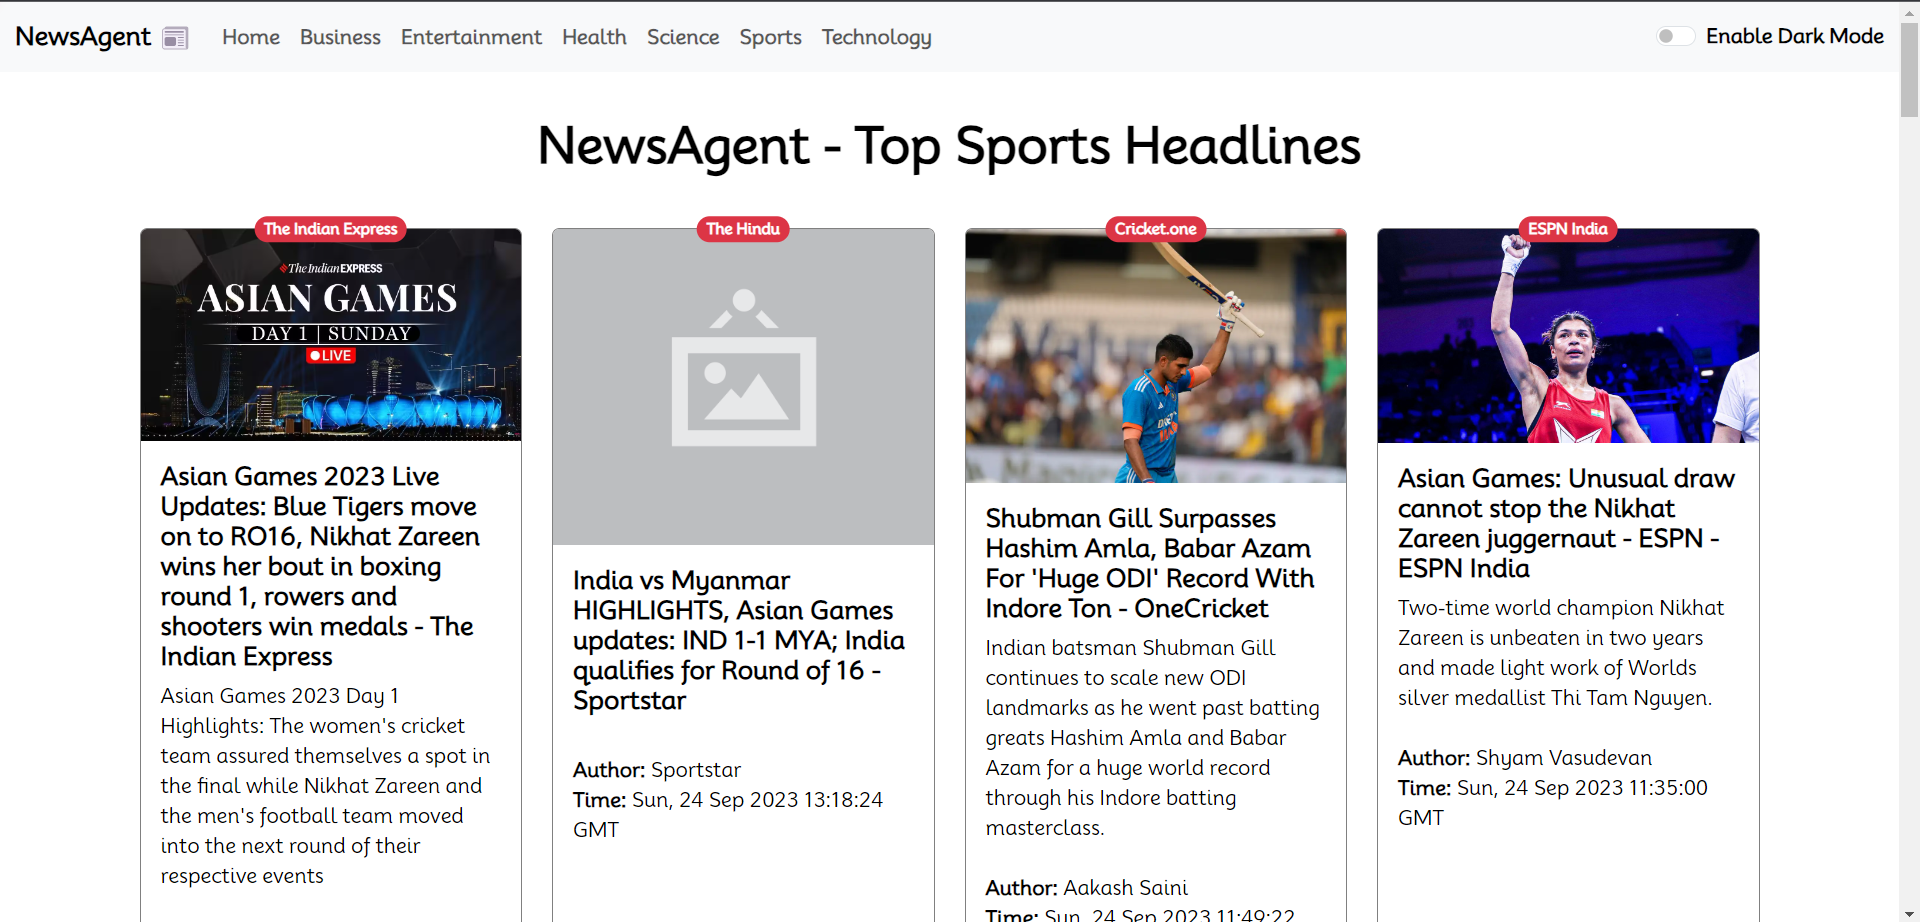 NewsAgent Home Business Entertainment Health Science Sports Technology Enable Dark Mode
NewsAgent - Top Sports Headlines
The Indian Express
The Indian EXPRESS
ASIAN GAMES
DAY 1 | SUNDAY
LIVE
Asian Games 2023 Live
Updates: Blue Tigers move
on to RO16, Nikhat Zareen
wins her bout in boxing
round 1, rowers and
shooters win medals - The
Indian Express
Asian Games 2023 Day 1
Highlights: The women's cricket
team assured themselves a spot in
the final while Nikhat Zareen and
the men's football team moved
into the next round of their
respective events
The Hindu
India vs Myanmar
HIGHLIGHTS, Asian Games
updates: IND 1-1 MYA; India
qualifies for Round of 16 -
Sportstar
Author: Sportstar
Time: Sun, 24 Sep 2023 13:18:24
GMT
Cricket.one
Shubman Gill Surpasses
Hashim Amla, Babar Azam
For 'Huge ODI' Record With
Indore Ton - OneCricket
Indian batsman Shubman Gill
continues to scale new ODI
landmarks as he went past batting
greats Hashim Amla and Babar
Azam for a huge world record
through his Indore batting
masterclass.
Author: Aakash Saini
Time: Sun, 24 Sep 2023 11:49:22
ESPN India
Asian Games: Unusual draw
cannot stop the Nikhat
Zareen juggernaut - ESPN -
ESPN India
Two-time world champion Nikhat
Zareen is unbeaten in two years
and made light work of Worlds
silver medallist Thi Tam Nguyen.
Author: Shyam Vasudevan
Time: Sun, 24 Sep 2023 11:35:00
GMT